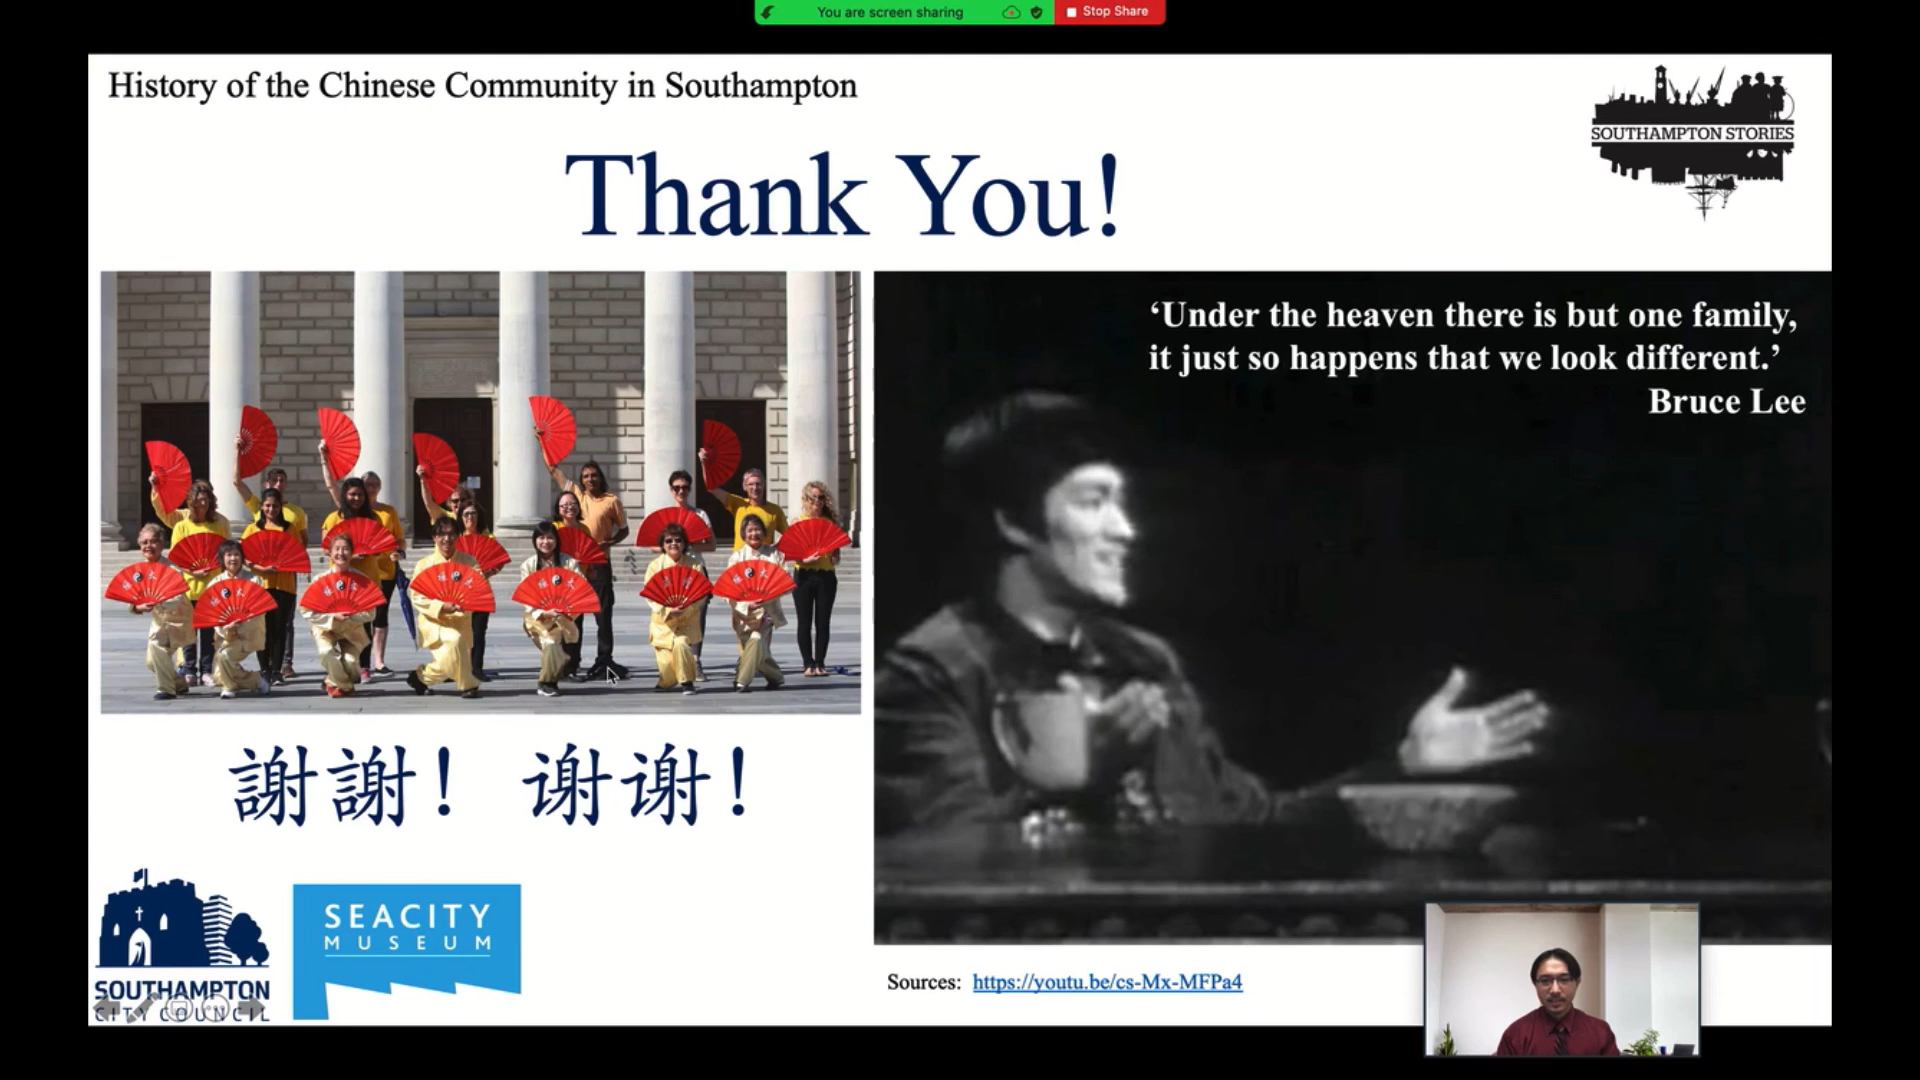 You are screen sharing
Stop Share
History of the Chinese Community in Southampton
SOUTHAMPTON STORIES
Thank You!
‘Under the heaven there is but one family,
it just so happens that we look different.’
Bruce Lee
謝謝！ 谢谢！
SOUTHAMPTON
CITY COUNCIL
SEACITY
MUSEUM
Sources: https://youtu.be/cs-Mx-MFPa4